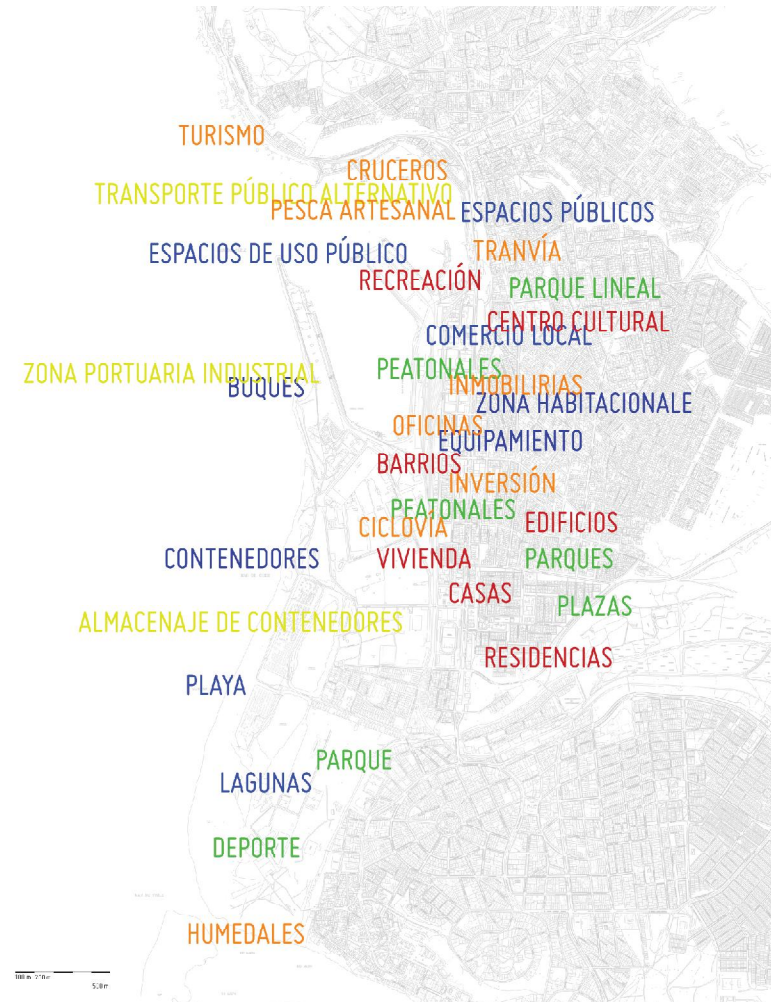 TURISMO
CRUCEROS
TRANSPORTE PÚBLICO ALTERNATIVO
PESCA ARTESANAL
ESPACIOS PÚBLICOS
ESPACIOS DE USO PÚBLICO
TRANVÍA
RECREACIÓN
PARQUE LINEAL
CENTRO CULTURAL
COMERCIO LOCAL
ZONA PORTUARIA INDUSTRIAL
PEATONALES
BUQUES
INMOBILIRIAS
ZONA HABITACIONALE
OFICINAS
EQUIPAMIENTO
BARRIOS
INVERSIÓN
PEATONALES
CICLOVÍA
EDIFICIOS
CONTENEDORES
VIVIENDA
PARQUES
CASAS
PLAZAS
ALMACENAJE DE CONTENEDORES
RESIDENCIAS
PLAYA
PARQUE
LAGUNAS
DEPORTE
HUMEDALES
500 m